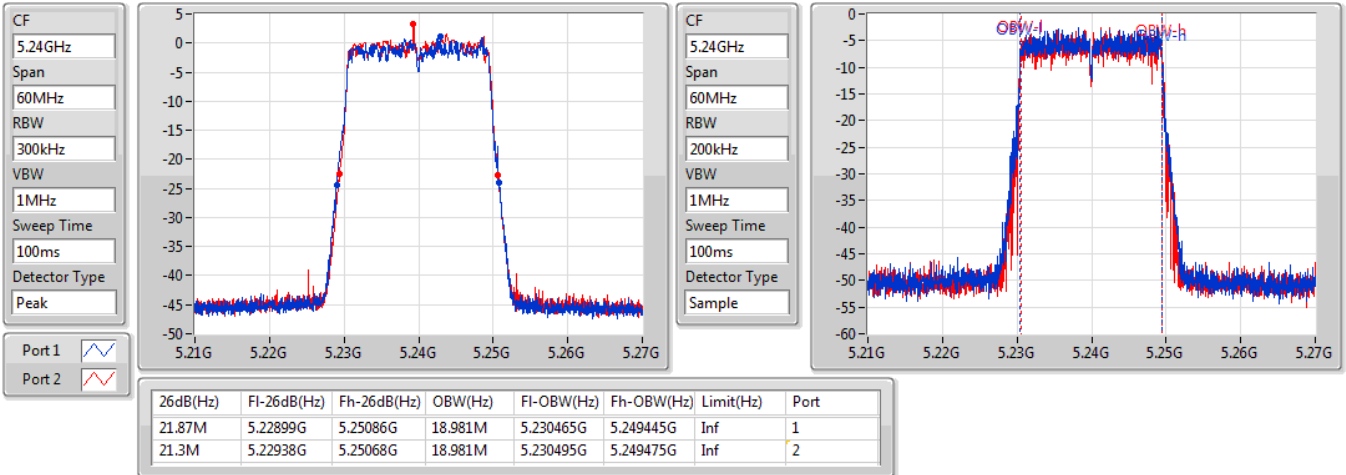 CF
5.24GHz
Span
60MHz
RBW
300kHz
VBW
1MHz
Sweep Time
100ms
Detector Type
Peak
Port 1
Port 2
5-
0-
-5-
-10-
-15-
-20-
-25-
-30-
-35-
-40-
-45-
-50-
5.21G 5.22G 5.23G 5.24G 5.25G 5.26G 5.27G
CF
5.24GHz
Span
60MHz
RBW
200kHz
VBW
1MHz
Sweep Time
100ms
Detector Type
Sample
0-
-5-
-10-
-15-
-20-
-25-
-30-
-35-
-40-
-45-
-50-
-55-
-60-
OBW-l
OBW-h
5.21G 5.22G 5.23G 5.24G 5.25G 5.26G 5.27G
26dB(Hz) Fl-26dB(Hz) Fh-26dB(Hz) OBW(Hz) Fl-OBW(Hz) Fh-OBW(Hz) Limit(Hz) Port
21.87M 5.22899G 5.25086G 18.981M 5.230465G 5.249445G Inf 1
21.3M 5.22938G 5.25068G 18.981M 5.230495G 5.249475G Inf 2